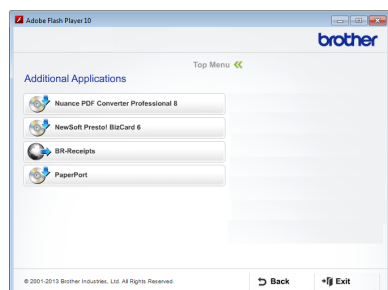 Adobe Flash Player 10
brother
Top Menu
Additional Applications
Nuance PDF Converter Professional 8
NewSoft Presto! BizCard 6
BR-Receipts
PaperPort
© 2001-2013 Brother Industries, Ltd. All Rights Reserved.
Back
Exit